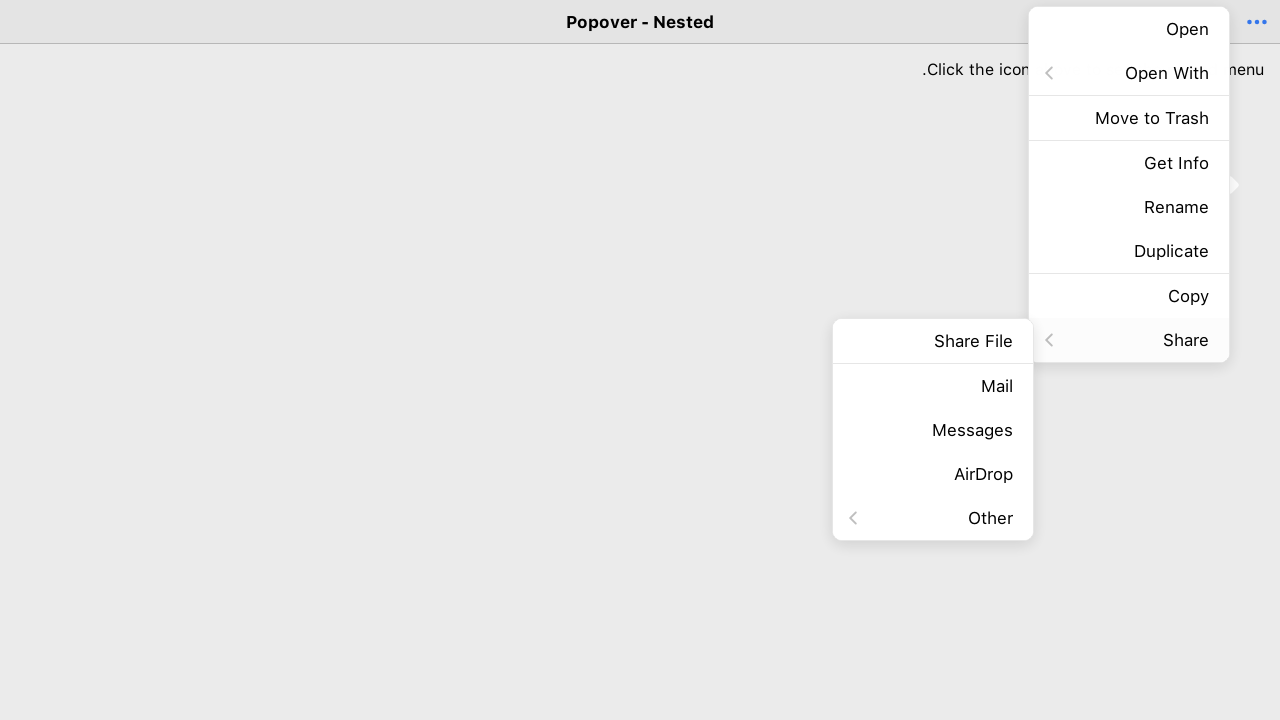 Popover - Nested
.Click the icon
menu
Open
Open With
Move to Trash
Get Info
Rename
Duplicate
Copy
Share
Share File
Mail
Messages
AirDrop
Other